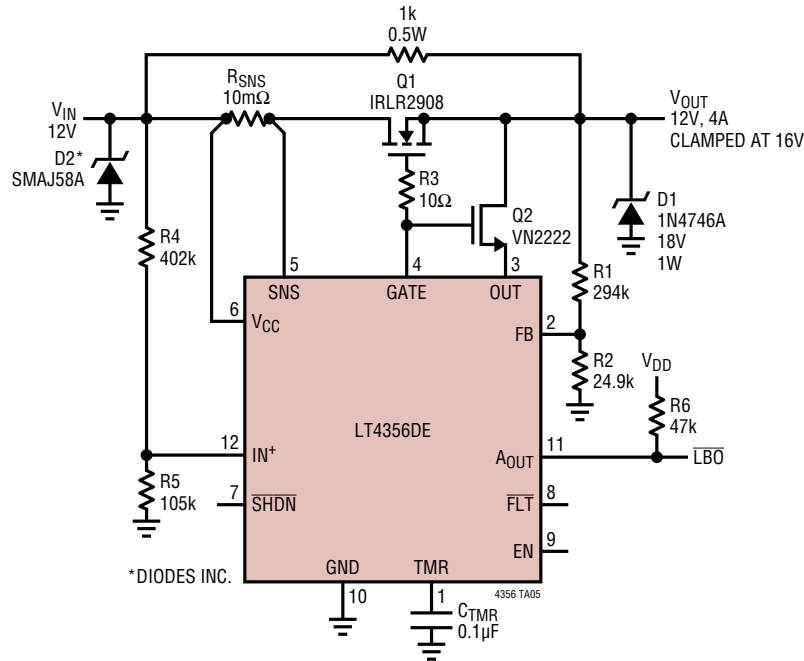 1k
0.5W
RSNS
10mΩ
Q1
IRLR2908
VIN
12V
VOUT
12V, 4A
CLAMPED AT 16V
D2*
SMAJ58A
R3
10Ω
Q2
VN2222
D1
1N4746A
18V
1W
R4
402k
5
4
3
SNS
GATE
OUT
R1
294k
6
VCC
2
FB
R2
24.9k
VDD
R6
47k
LT4356DE
12
IN+
11
AOUT
LBO
R5
105k
7
SHDN
8
FLT
9
EN
*DIODES INC.
GND
TMR
10
1
4356 TA05
CTMR
0.1µF